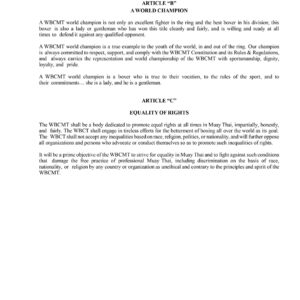 ARTICLE "B"
A WORLD CHAMPION
A WBCMT world champion is not only an excellent fighter in the ring and the best boxer in his division, this
boxer is also a lady or gentleman who has won this title cleanly and fairly, and is willing and ready at all
times to defend it against any qualified opponent.
A WBCMT world champion is a true example to the youth of the world, in and out of the ring. Our champion
is always committed to respect, support, and comply with the WBCMT Constitution and its Rules & Regulations,
and always carries the representation and world championship of the WBCMT with sportsmanship, dignity,
loyalty and pride.
A WBCMT world champion is a boxer who is true to their vocation, to the rules of the sport, and to
their commitments… she is a lady, and he is a gentleman.
ARTICLE "C"
EQUALITY OF RIGHTS
The WBCMT shall be a body dedicated to promote equal rights at all times in Muay Thai, impartially, honestly,
and fairly. The WBCT shall engage in tireless efforts for the betterment of boxing all over the world as its goal.
The WBCT shall not accept any inequalities based on race, religion, politics, or nationality, and will further oppose
all organizations and persons who advocate or conduct themselves so as to promote such inequalities of rights.
It will be a prime objective of the WBCMT to strive for equality in Muay Thai and to fight against such conditions
that damage the free practice of professional Muay Thai, including discrimination on the basis of race,
nationality, or religion by any country or organization as unethical and contrary to the principles and spirit of the
WBCMT.